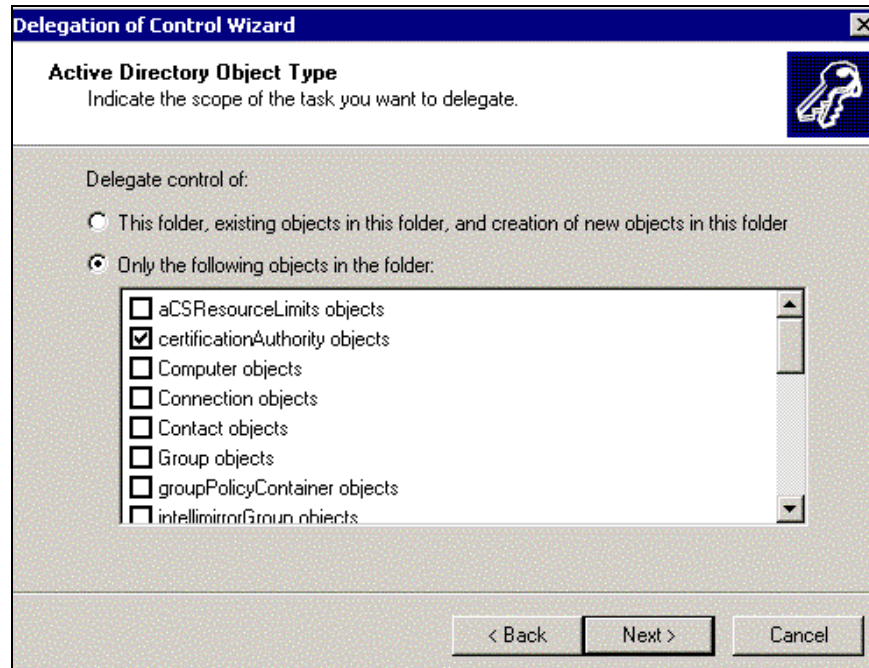 Delegation of Control Wizard
Active Directory Object Type
Indicate the scope of the task you want to delegate.
Delegate control of:
This folder, existing objects in this folder, and creation of new objects in this folder
Only the following objects in the folder:
aCSResourceLimits objects
certificationAuthority objects
Computer objects
Connection objects
Contact objects
Group objects
groupPolicyContainer objects
intellimirrorGroup objects
< Back
Next >
Cancel